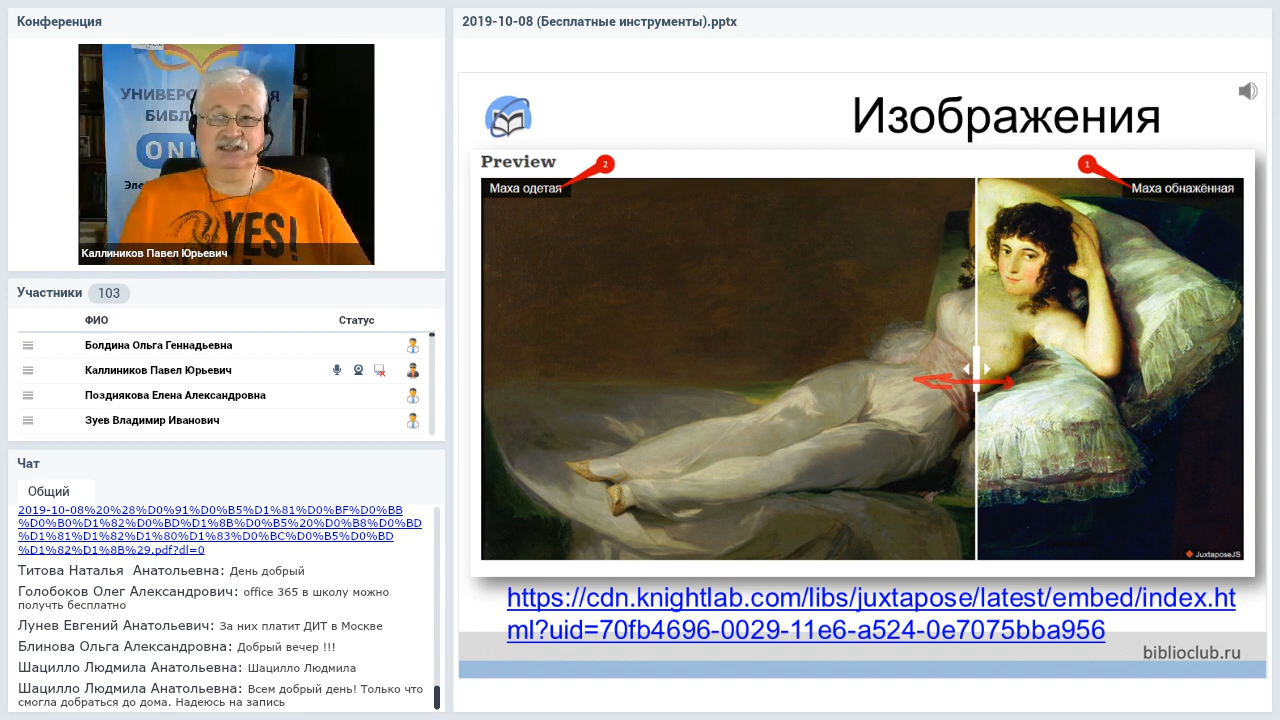 Конференция
УНИВЕРС
БИБЛ
ONL
YES!
Каллиников Павел Юрьевич
Участники 103
ФИО Статус
Болдина Ольга Геннадьевна
Каллиников Павел Юрьевич
Позднякова Елена Александровна
Зуев Владимир Иванович
Чат
Общий
2019-10-08%20%28%D0%91%D0%B5%D1%81%D0%BF%D0%BB
%D0%B0%D1%82%D0%BD%D1%8B%D0%B5%20%D0%B8%D0%BD
%D1%81%D1%82%D1%80%D1%83%D0%BC%D0%B5%D0%BD
%D1%82%D1%8B%29.pdf?dl=0
Титова Наталья Анатольевна: День добрый
Голобоков Олег Александрович: office 365 в школу можно
получть бесплатно
Лунев Евгений Анатольевич: За них платит ДИТ в Москве
Блинова Ольга Александровна: Добрый вечер !!!
Шацилло Людмила Анатольевна: Шацилло Людмила
Шацилло Людмила Анатольевна: Всем добрый день! Только что
смогла добраться до дома. Надеюсь на запись
2019-10-08 (Бесплатные инструменты).pptx
Изображения
Preview
2
1
Маха одетая
Маха обнажённая
JuxtaposeJS
https://cdn.knightlab.com/libs/juxtapose/latest/embed/index.ht
ml?uid=70fb4696-0029-11e6-a524-0e7075bba956
biblioclub.ru